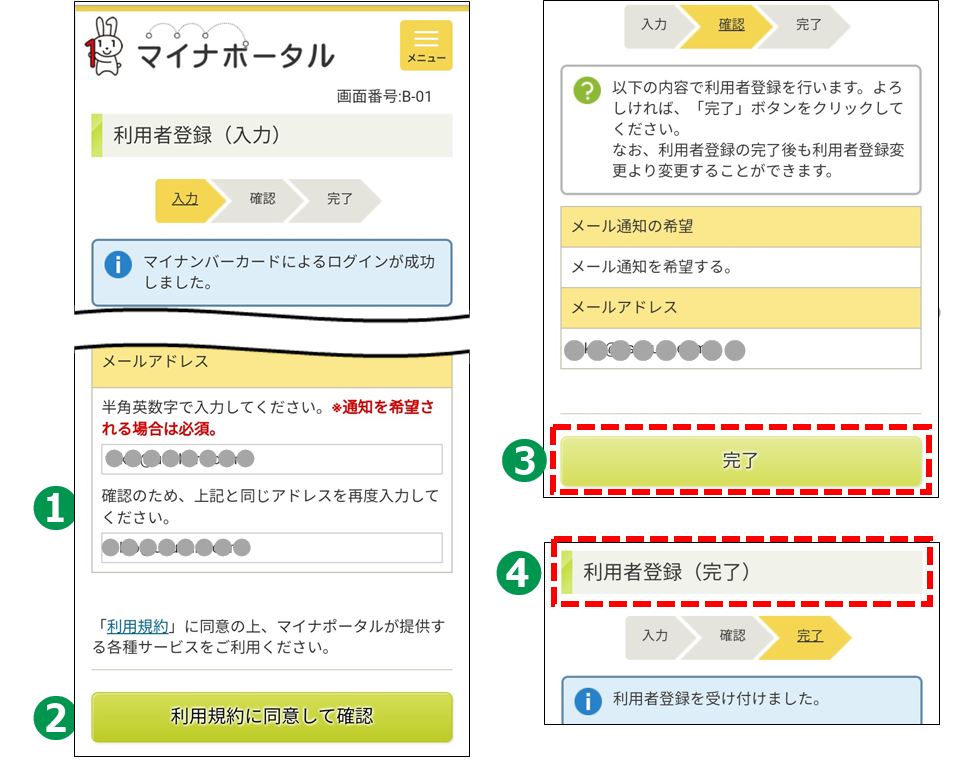 マイナポータル
メニュー
画面番号:B-01
利用者登録（入力）
入力 確認 完了
マイナンバーカードによるログインが成功
しました。
メールアドレス
半角英数字で入力してください。※通知を希望さ
れる場合は必須。
1
確認のため、上記と同じアドレスを再度入力して
ください。
「利用規約」に同意の上、マイナポータルが提供す
る各種サービスをご利用ください。
2
利用規約に同意して確認
入力 確認 完了
以下の内容で利用者登録を行います。よろ
しければ、「完了」ボタンをクリックして
ください。
なお、利用者登録の完了後も利用者登録変
更より変更することができます。
メール通知の希望
メール通知を希望する。
メールアドレス
3
完了
4
利用者登録（完了）
入力 確認 完了
利用者登録を受け付けました。